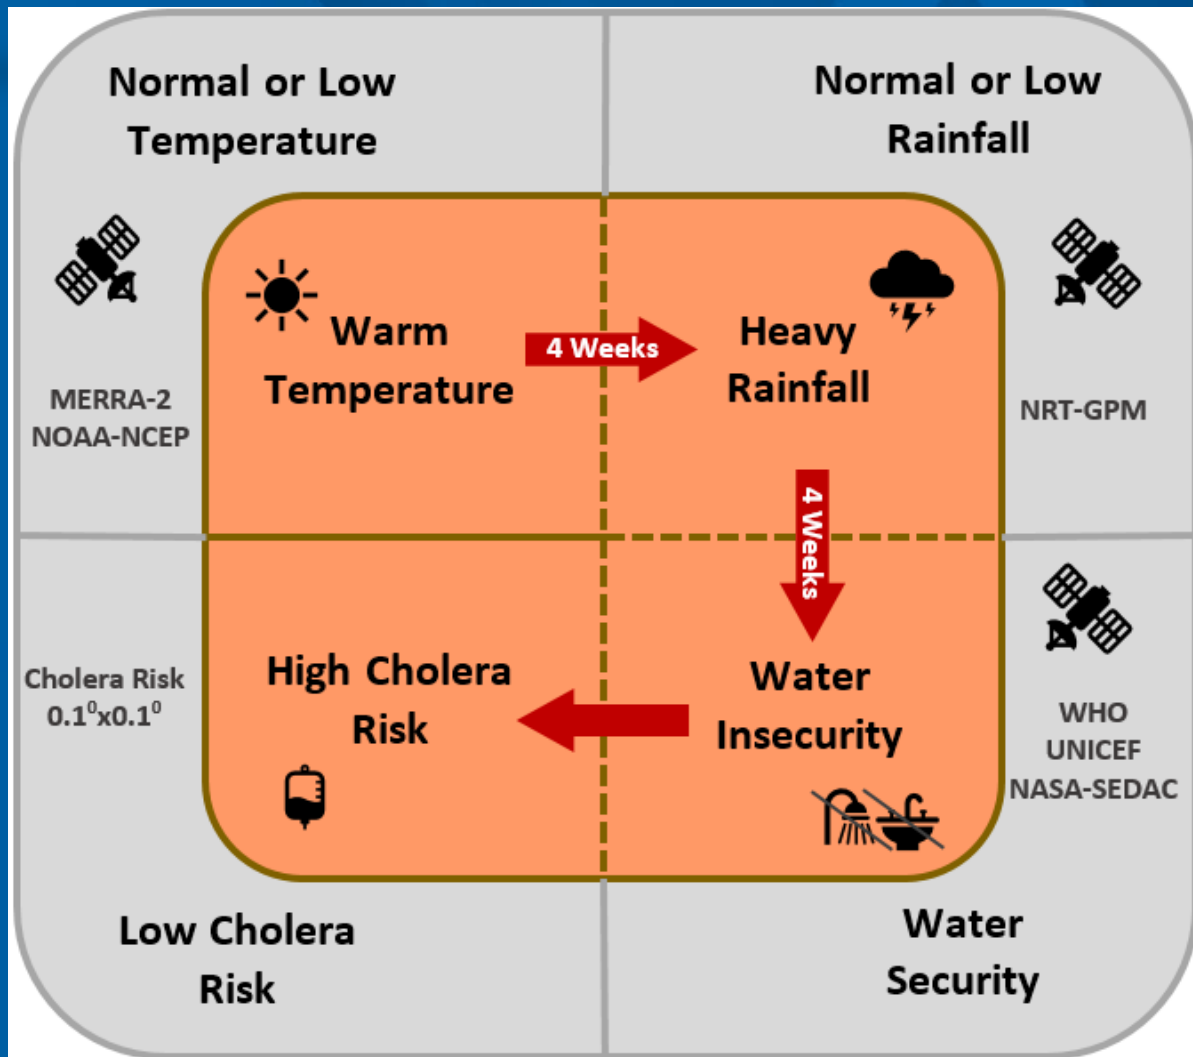 Normal or Low
Temperature
Normal or Low
Rainfall
MERRA-2
NOAA-NCEP
Warm
Temperature
4 Weeks
Heavy
Rainfall
NRT-GPM
4 Weeks
Cholera Risk
0.1⁰x0.1⁰
High Cholera
Risk
Water
Insecurity
WHO
UNICEF
NASA-SEDAC
Low Cholera
Risk
Water
Security